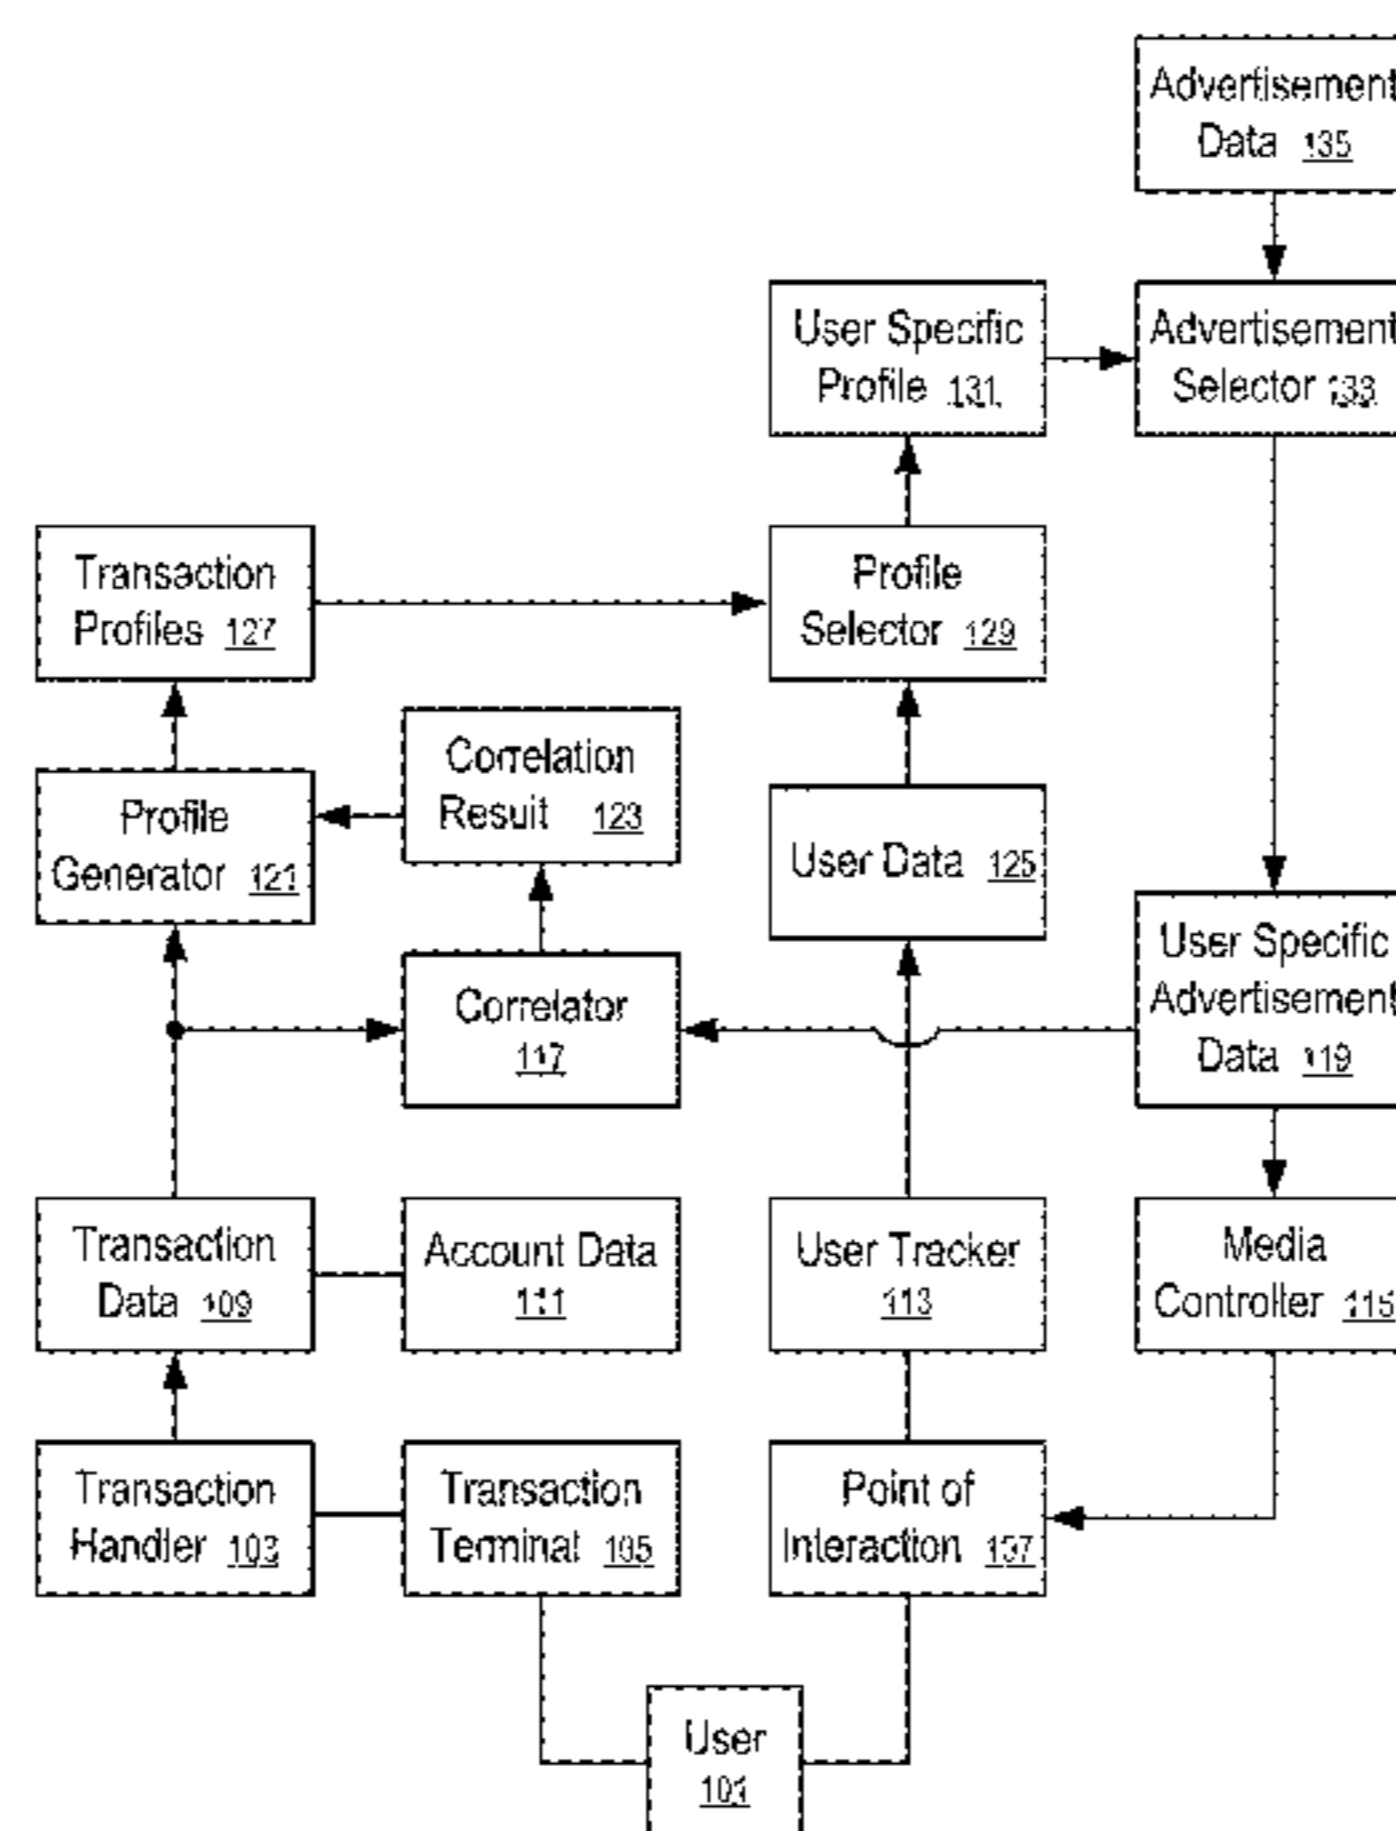 Advertisement
Data 135
User Specific
Profile 131
Advertisement
Selector 133
Transaction
Profiles 127
Profile
Selector 129
Correlation
Result 123
Profile
Generator 121
User Data 125
User Specific
Advertisement
Data 119
Correlator
117
Transaction
Data 109
Account Data
111
User Tracker
113
Media
Controller 115
Transaction
Handler 103
Transaction
Terminal 105
Point of
Interaction 107
User
101